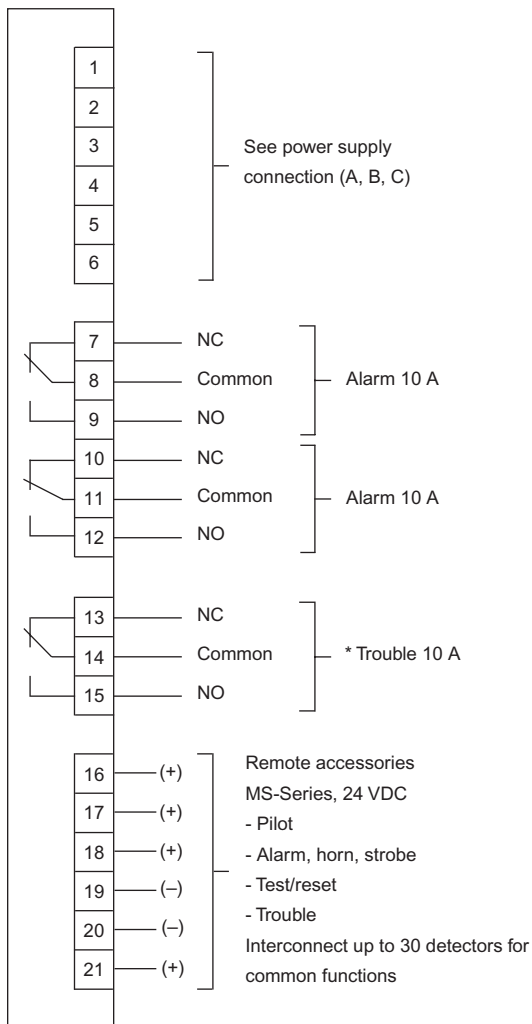 1
2
3
4
5
6
See power supply
connection (A, B, C)
7
NC
8
Common
9
NO
Alarm 10 A
10
NC
11
Common
12
NO
Alarm 10 A
13
NC
14
Common
15
NO
* Trouble 10 A
16
(+)
17
(+)
18
(+)
19
(–)
20
(–)
21
(+)
Remote accessories
MS-Series, 24 VDC
- Pilot
- Alarm, horn, strobe
- Test/reset
- Trouble
Interconnect up to 30 detectors for
common functions